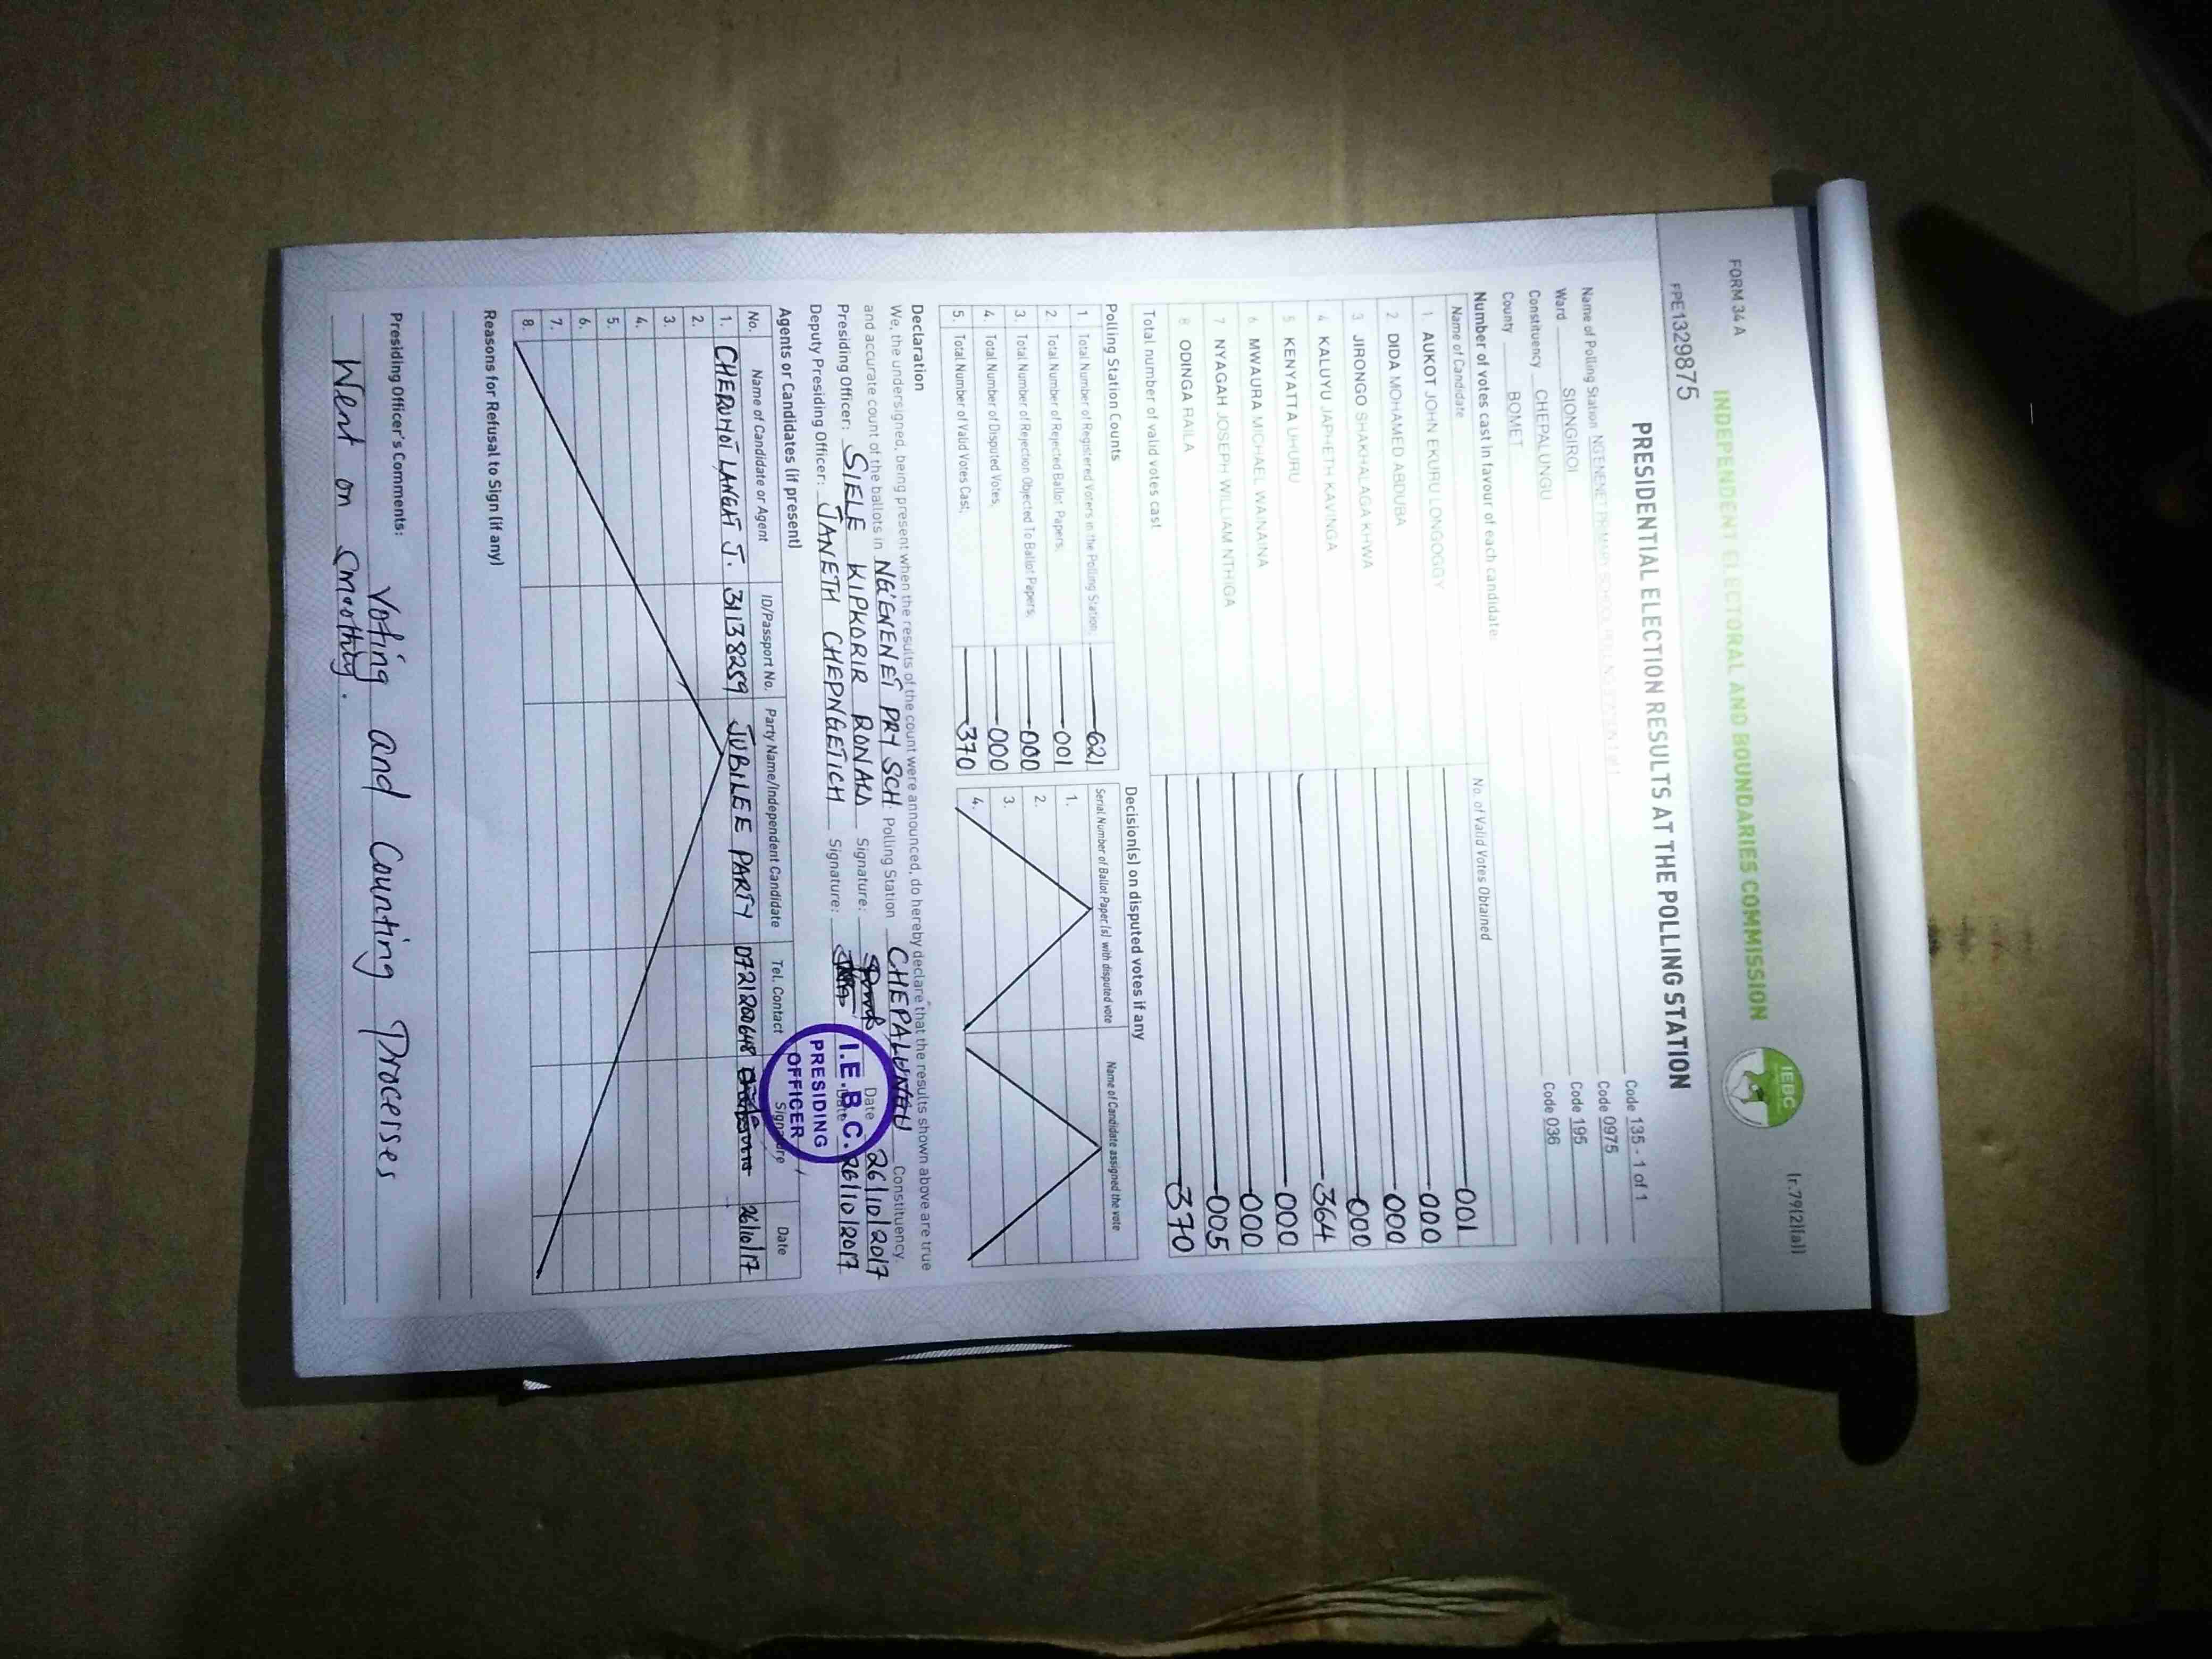 FORM 34 A
(r.79(2)(a))
INDEPENDENT ELECTORAL AND BOUNDARIES COMMISSION
IEBC
FPE1329875
PRESIDENTIAL ELECTION RESULTS AT THE POLLING STATION
Name of Polling Station NG'ENENET PRIMARY SCHOOL Code 135 - 1 of 1
Ward SIONGIROI Code 0975
Constituency CHEPALUNGU Code 195
County BOMET Code 036
Number of votes cast in favour of each candidate:
Name of Candidate No. of Valid Votes Obtained
1. AUKOT JOHN EKURU LONGOGGY 001
2 DIDA MOHAMED ABDUBA 000
3 JIRONGO SHAKHALAGA KHWA 000
4 KALUYU JAPHETH KAVINGA 000
5 KENYATTA UHURU 364
6 MWAURA MICHAEL WAINAINA 000
7 NYAGAH JOSEPH WILLIAM NTHIGA 000
8 ODINGA RAILA 005
Total number of valid votes cast 370
Polling Station Counts
1 Total Number of Registered Voters in the Polling Station; 621
2. Total Number of Rejected Ballot Papers; 001
3. Total Number of Rejection Objected To Ballot Papers; 000
4. Total Number of Disputed Votes; 000
5. Total Number of Valid Votes Cast; 370
Decision(s) on disputed votes if any
Serial Number of Ballot Paper(s) with disputed vote Name of Candidate assigned the vote
1.
2.
3.
4.
Declaration
We, the undersigned, being present when the results of the count were announced, do hereby declare that the results shown above are true
and accurate count of the ballots in NG'ENENET PRY SCH. Polling Station CHEPALUNGU Constituency.
Presiding Officer: SIELE KIPKORIR RONARD Signature: Date 26/10/2017
Deputy Presiding Officer: JANETH CHEPNGETICH Signature: Date 26/10/2017
I.E.B.C.
PRESIDING
OFFICER
Agents or Candidates (if present)
No. Name of Candidate or Agent ID/Passport No. Party Name/Independent Candidate Tel. Contact Signature Date
1. CHERUIYOT LANGAT J. 31138259 JUBILEE PARTY 0721200648 26/10/17
2.
3.
4.
5.
6.
7.
8.
Reasons for Refusal to Sign (if any)
Presiding Officer's Comments: Voting and Counting Procerses
Went on smoothly.